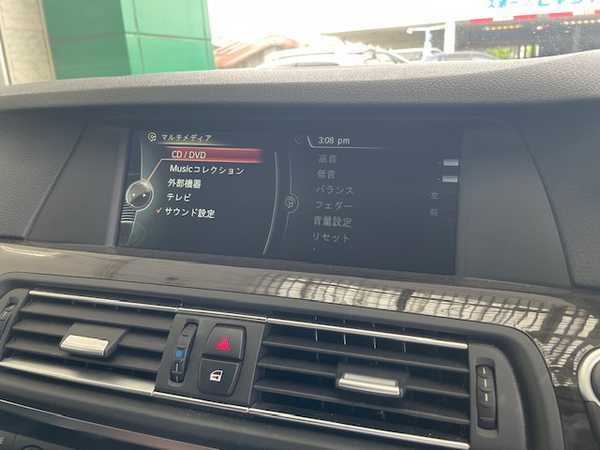 マルチメディア
CD / DVD
Musicコレクション
外部機器
テレビ
✓ サウンド設定
3:08 pm
高音
低音
バランス
フェダー
音量設定
リセット